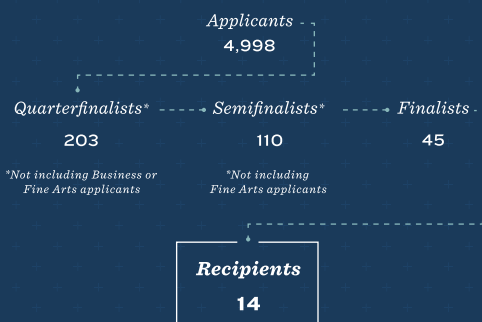 Applicants
4,998
Quarterfinalists*
203
*Not including Business or
Fine Arts applicants
Semifinalists*
110
*Not including
Fine Arts applicants
Finalists
45
Recipients
14